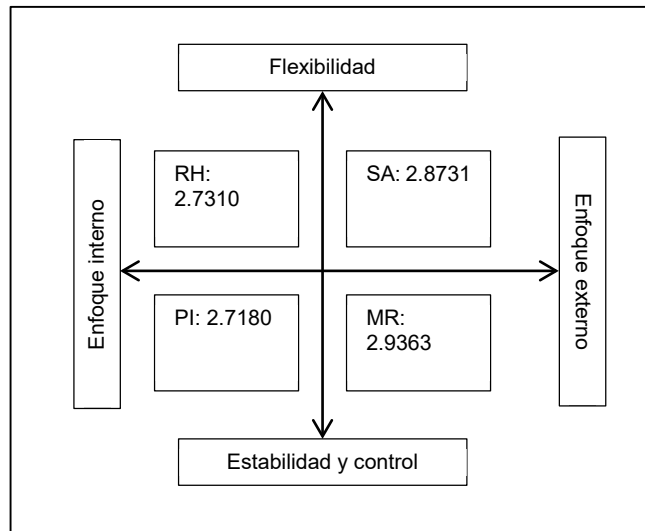 Flexibilidad
Enfoque interno
RH:
2.7310
SA: 2.8731
Enfoque externo
PI: 2.7180
MR:
2.9363
Estabilidad y control